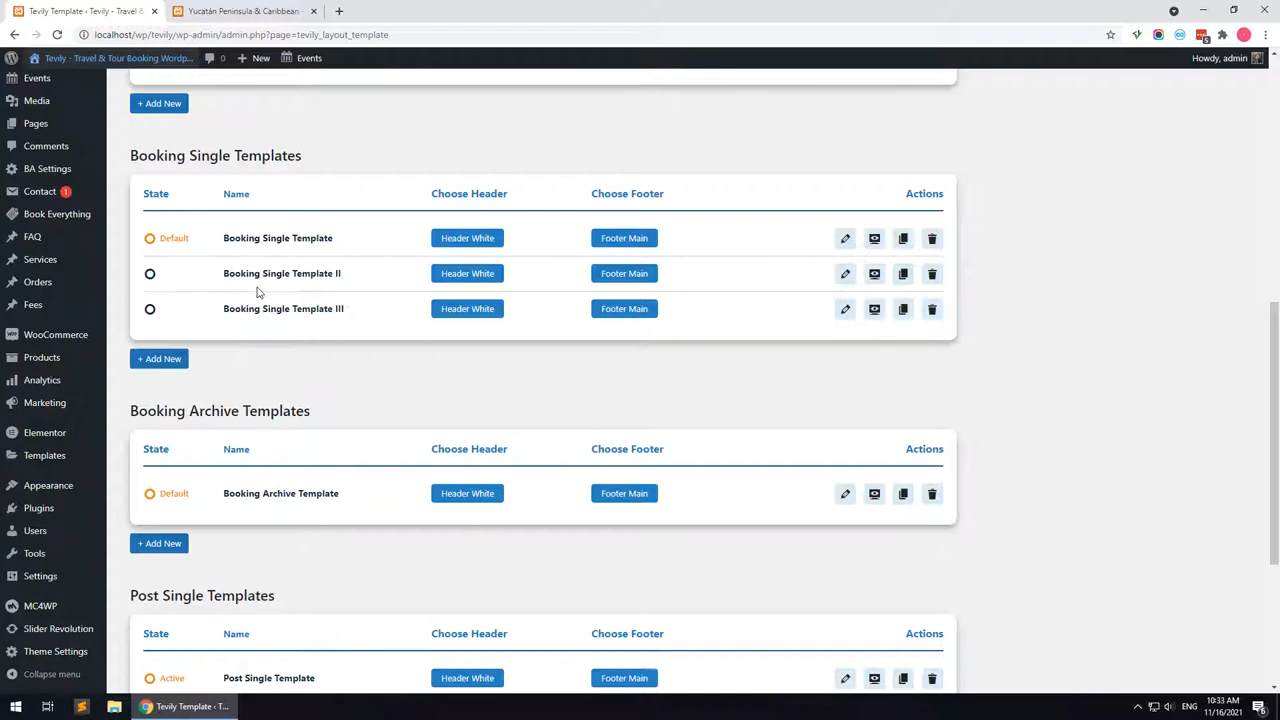 Tevily Template ‹ Tevily - Travel &
Yucatán Peninsula & Caribbean -
localhost/wp/tevily/wp-admin/admin.php?page=tevily_layout_template
Tevily - Travel & Tour Booking Wordp...
0
New
Events
Howdy, admin
5
Events
Media
Pages
Comments
BA Settings
Contact 1
Book Everything
FAQ
Services
Orders
Fees
WooCommerce
Products
Analytics
Marketing
Elementor
Templates
Appearance
Plugins
Users
Tools
Settings
MC4WP
Slider Revolution
Theme Settings
Collapse menu
+ Add New
Booking Single Templates
State Name Choose Header Choose Footer Actions
Default Booking Single Template Header White Footer Main
Booking Single Template II Header White Footer Main
Booking Single Template III Header White Footer Main
+ Add New
Booking Archive Templates
State Name Choose Header Choose Footer Actions
Default Booking Archive Template Header White Footer Main
+ Add New
Post Single Templates
State Name Choose Header Choose Footer Actions
Active Post Single Template Header White Footer Main
Tevily Template ‹ T...
ENG
10:33 AM
11/16/2021
6